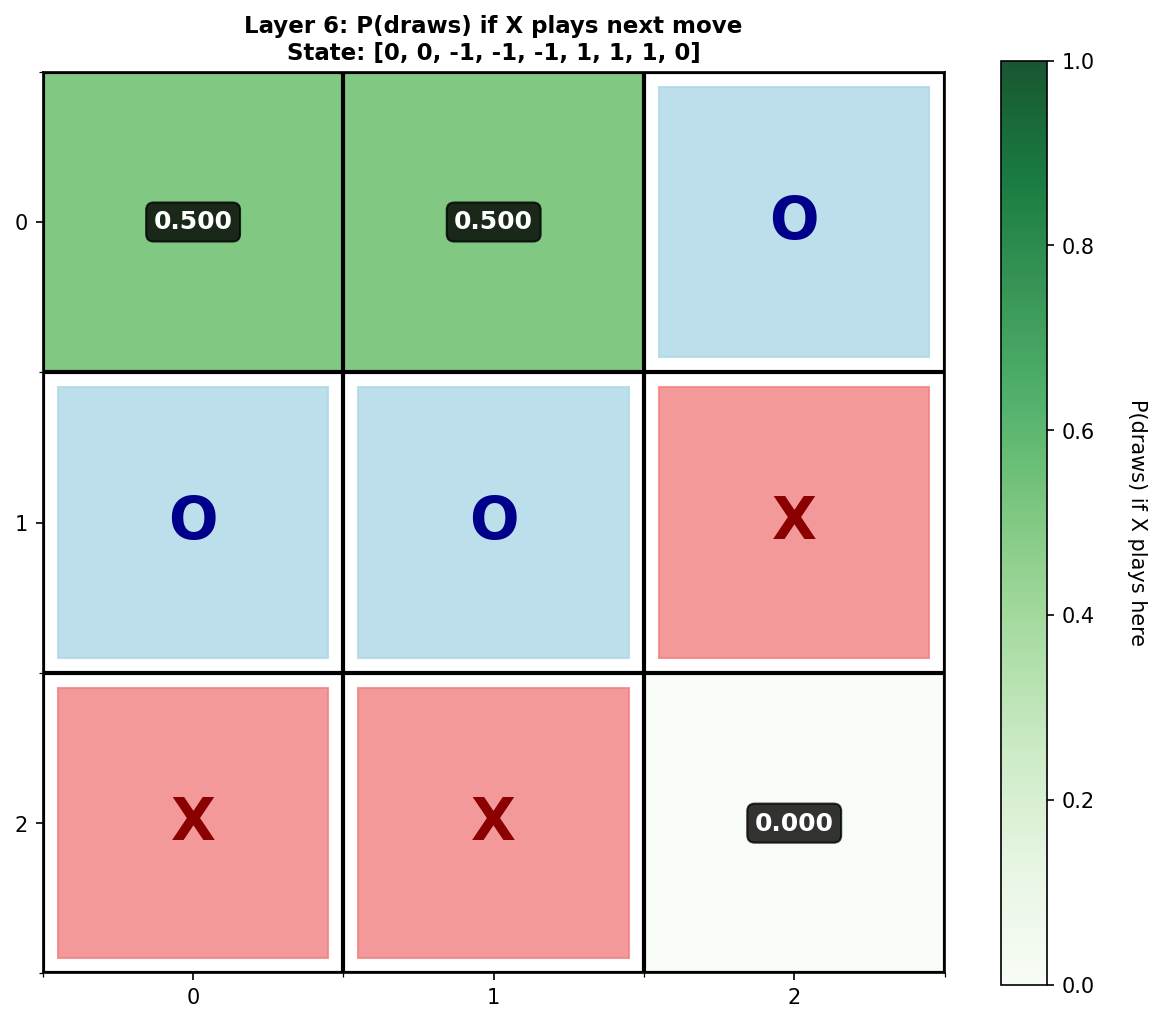 Layer 6: P(draws) if X plays next move
State: [0, 0, -1, -1, -1, 1, 1, 1, 0]
0
0.500
0.500
O
1
O
O
X
2
X
X
0.000
0
1
2
1.0
0.8
0.6
0.4
0.2
0.0
P(draws) if X plays here